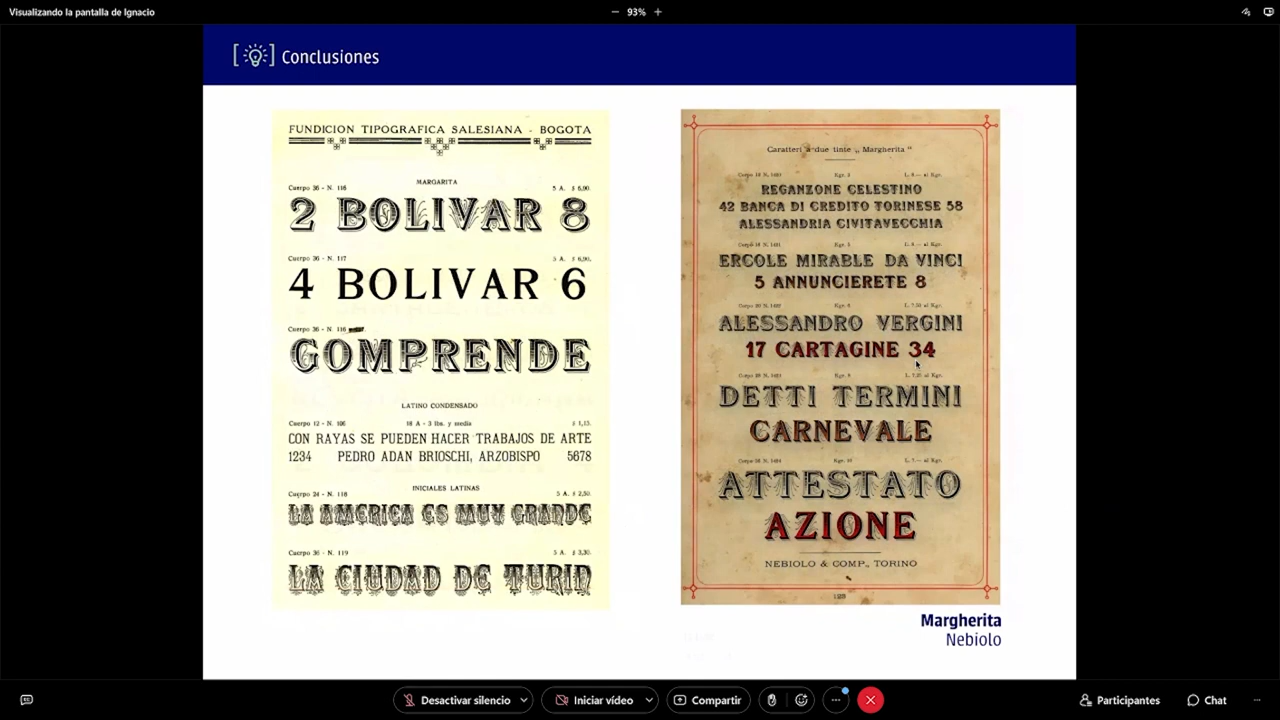 Visualizando la pantalla de Ignacio
93%
Conclusiones
FUNDICION TIPOGRAFICA SALESIANA - BOGOTA
MARGARITA
Cuerpo 36 - N. 116 5 A. $ 6,90.
2 BOLIVAR 8
Cuerpo 36 - N. 117 5 A. $ 6,90.
4 BOLIVAR 6
Cuerpo 36 - N. 116
COMPRENDE
LATINO CONDENSADO
Cuerpo 12 - N. 106 18 A - 3 lbs. y media $ 1,15.
CON RAYAS SE PUEDEN HACER TRABAJOS DE ARTE
1234 PEDRO ADAN BRIOSCHI, ARZOBISPO 5678
INICIALES LATINAS
Cuerpo 24 - N. 118 5 A. $ 2,50.
LA AMERICA ES MUY GRANDE
Cuerpo 36 - N. 119 5 A. $ 3,30.
LA CIUDAD DE TURIN
Caratteri a due tinte „ Margherita "
REGANZONE CELESTINO
42 BANCA DI CREDITO TORINESE 58
ALESSANDRIA CIVITAVECCHIA
ERCOLE MIRABLE DA VINCI
5 ANNUNCIERETE 8
ALESSANDRO VERGINI
17 CARTAGINE 34
DETTI TERMINI
CARNEVALE
ATTESTATO
AZIONE
NEBIOLO & COMP., TORINO
Margherita
Nebiolo
Desactivar silencio
Iniciar vídeo
Compartir
Participantes
Chat